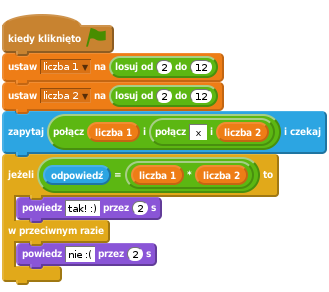 kiedy kliknięto
ustaw liczba 1 na losuj od 2 do 12
ustaw liczba 2 na losuj od 2 do 12
zapytaj połącz liczba 1 i połącz x i liczba 2 i czekaj
jeżeli odpowiedź = liczba 1 * liczba 2 to
powiedz tak! :) przez 2 s
w przeciwnym razie
powiedz nie :( przez 2 s